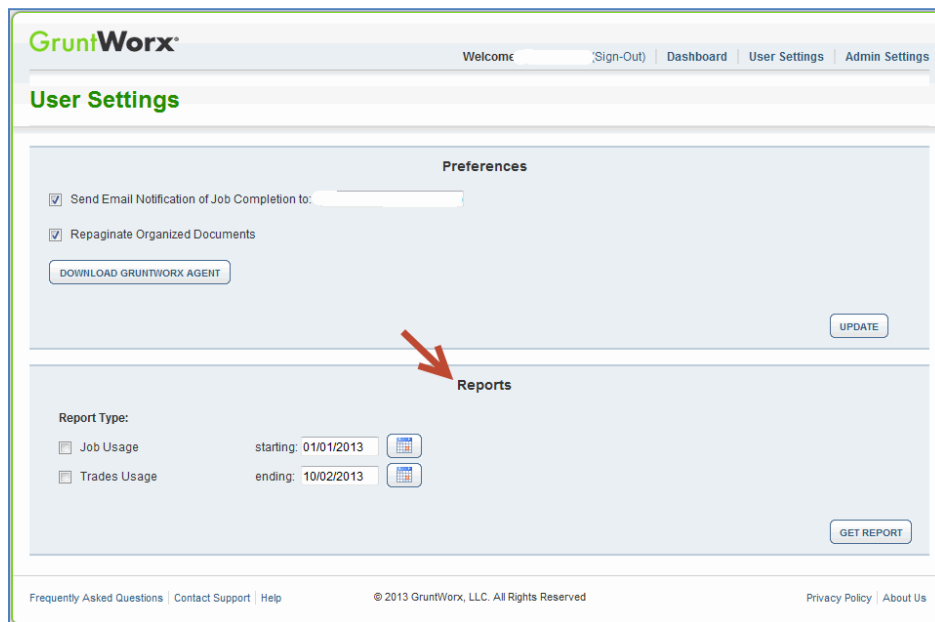 GruntWorx
Welcome (Sign-Out) Dashboard User Settings Admin Settings
User Settings
Preferences
Send Email Notification of Job Completion to:
Repaginate Organized Documents
DOWNLOAD GRUNTWORX AGENT
UPDATE
Reports
Report Type:
Job Usage starting: 01/01/2013
Trades Usage ending: 10/02/2013
GET REPORT
Frequently Asked Questions Contact Support Help © 2013 GruntWorx, LLC. All Rights Reserved Privacy Policy About Us